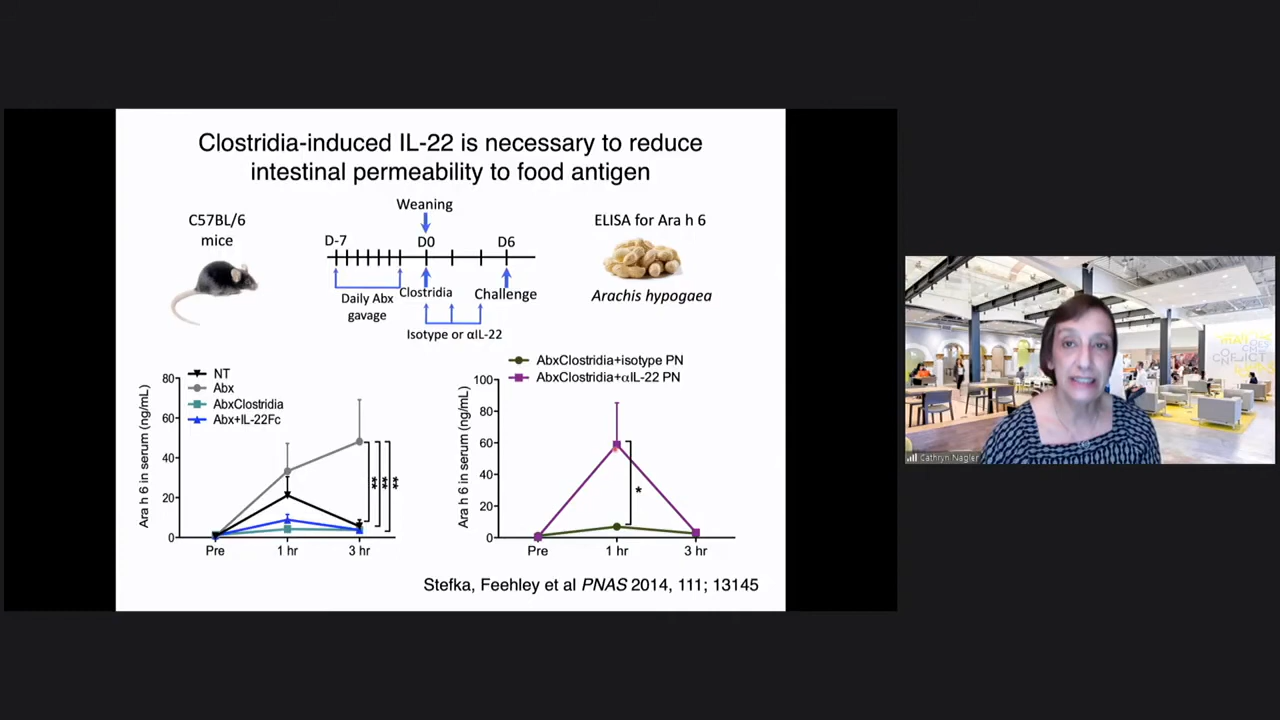 Clostridia-induced IL-22 is necessary to reduce
intestinal permeability to food antigen
C57BL/6
mice
Weaning
D-7
D0
D6
Daily Abx
gavage
Clostridia
Challenge
Isotype or αIL-22
ELISA for Ara h 6
Arachis hypogaea
NT
Abx
AbxClostridia
Abx+IL-22Fc
Ara h 6 in serum (ng/mL)
80
60
40
20
0
**
**
**
Pre
1 hr
3 hr
AbxClostridia+isotype PN
AbxClostridia+αIL-22 PN
Ara h 6 in serum (ng/mL)
100
80
60
40
20
0
*
Pre
1 hr
3 hr
Stefka, Feehley et al PNAS 2014, 111; 13145
Cathryn Nagler